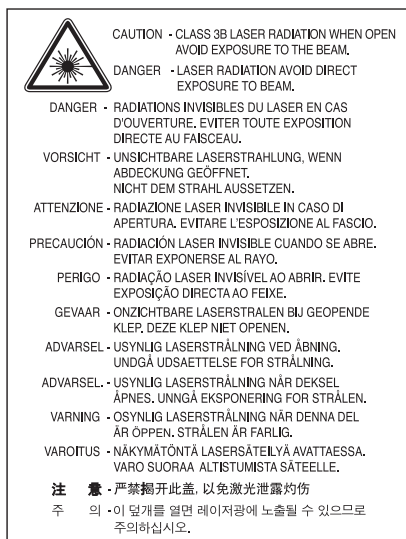 CAUTION - CLASS 3B LASER RADIATION WHEN OPEN
AVOID EXPOSURE TO THE BEAM.
DANGER - LASER RADIATION AVOID DIRECT
EXPOSURE TO BEAM.
DANGER - RADIATIONS INVISIBLES DU LASER EN CAS
D'OUVERTURE. EVITER TOUTE EXPOSITION
DIRECTE AU FAISCEAU.
VORSICHT - UNSICHTBARE LASERSTRAHLUNG, WENN
ABDECKUNG GEÖFFNET.
NICHT DEM STRAHL AUSSETZEN.
ATTENZIONE - RADIAZIONE LASER INVISIBILE IN CASO DI
APERTURA. EVITARE L'ESPOSIZIONE AL FASCIO.
PRECAUCIÓN - RADIACIÓN LASER INVISIBLE CUANDO SE ABRE.
EVITAR EXPONERSE AL RAYO.
PERIGO - RADIAÇÃO LASER INVISÍVEL AO ABRIR. EVITE
EXPOSIÇÃO DIRECTA AO FEIXE.
GEVAAR - ONZICHTBARE LASERSTRALEN BIJ GEOPENDE
KLEP. DEZE KLEP NIET OPENEN.
ADVARSEL - USYNLIG LASERSTRÅLNING VED ÅBNING.
UNDGÅ UDSAETTELSE FOR STRÅLNING.
ADVARSEL. - USYNLIG LASERSTRÅLNING NÅR DEKSEL
ÅPNES. UNNGÅ EKSPONERING FOR STRÅLEN.
VARNING - OSYNLIG LASERSTRÅLNING NÄR DENNA DEL
ÄR ÖPPEN. STRÅLEN ÄR FARLIG.
VAROITUS - NÄKYMÄTÖNTÄ LASERSÄTEILYÄ AVATTAESSA.
VARO SUORAA ALTISTUMISTA SÄTEELLE.
注 意 - 严禁揭开此盖, 以免激光泄露灼伤
주 의 - 이 덮개를 열면 레이저광에 노출될 수 있으므로
주의하십시오.